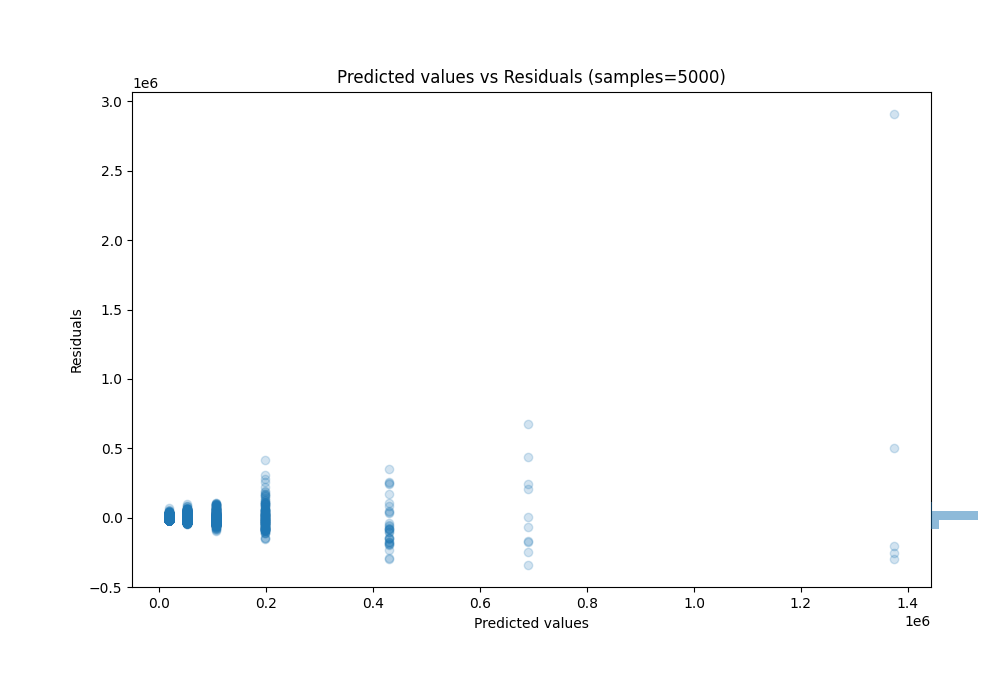 Predicted values vs Residuals (samples=5000)
1e6
3.0
2.5
2.0
1.5
1.0
0.5
0.0
−0.5
Residuals
0.0 0.2 0.4 0.6 0.8 1.0 1.2 1.4
1e6
Predicted values